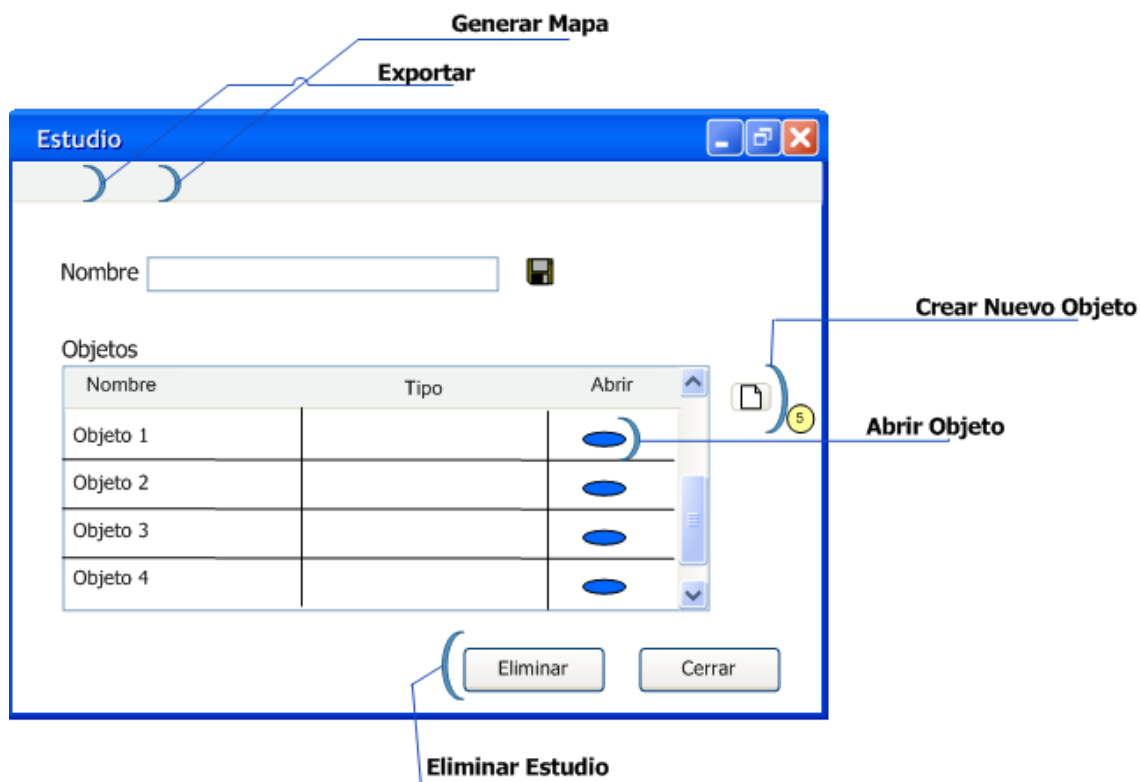 Generar Mapa
Exportar
Estudio
Nombre
Crear Nuevo Objeto
Objetos
Nombre Tipo Abrir
5
Abrir Objeto
Objeto 1
Objeto 2
Objeto 3
Objeto 4
Eliminar Cerrar
Eliminar Estudio